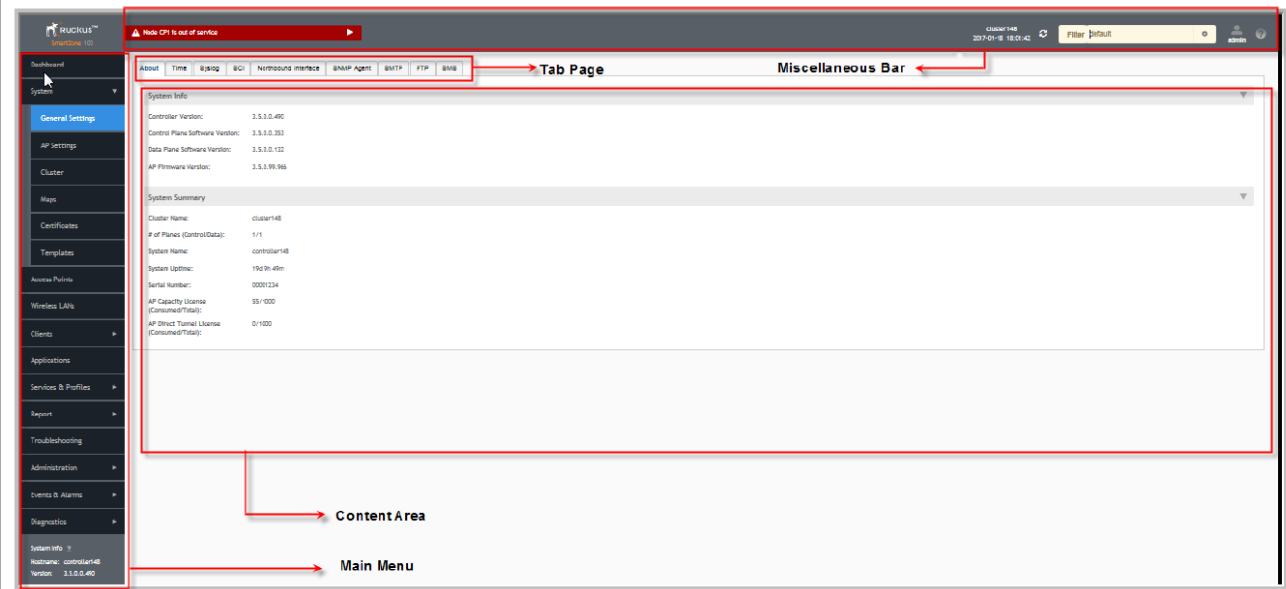 RUCKUS™
SmartZone 100
Node CP1 is out of service
cluster148
2017-01-18 18:01:42
Filter default
admin
Dashboard
System
General Settings
AP Settings
Cluster
Maps
Certificates
Templates
Access Points
Wireless LANs
Clients
Applications
Services & Profiles
Report
Troubleshooting
Administration
Events & Alarms
Diagnostics
System Info ?
Hostname: controller148
Version: 3.5.0.0.490
About Time Syslog SCI Northbound Interface SNMP Agent SMTP FTP SMS
Tab Page
Miscellaneous Bar
System Info
Controller Version: 3.5.0.0.490
Control Plane Software Version: 3.5.0.0.353
Data Plane Software Version: 3.5.0.0.132
AP Firmware Version: 3.5.0.99.966
System Summary
Cluster Name: cluster148
# of Planes (Control/Data): 1/1
System Name: controller148
System Uptime: 19d 9h 49m
Serial Number: 00001234
AP Capacity License
(Consumed/Total): 55/1000
AP Direct Tunnel License
(Consumed/Total): 0/1000
Content Area
Main Menu